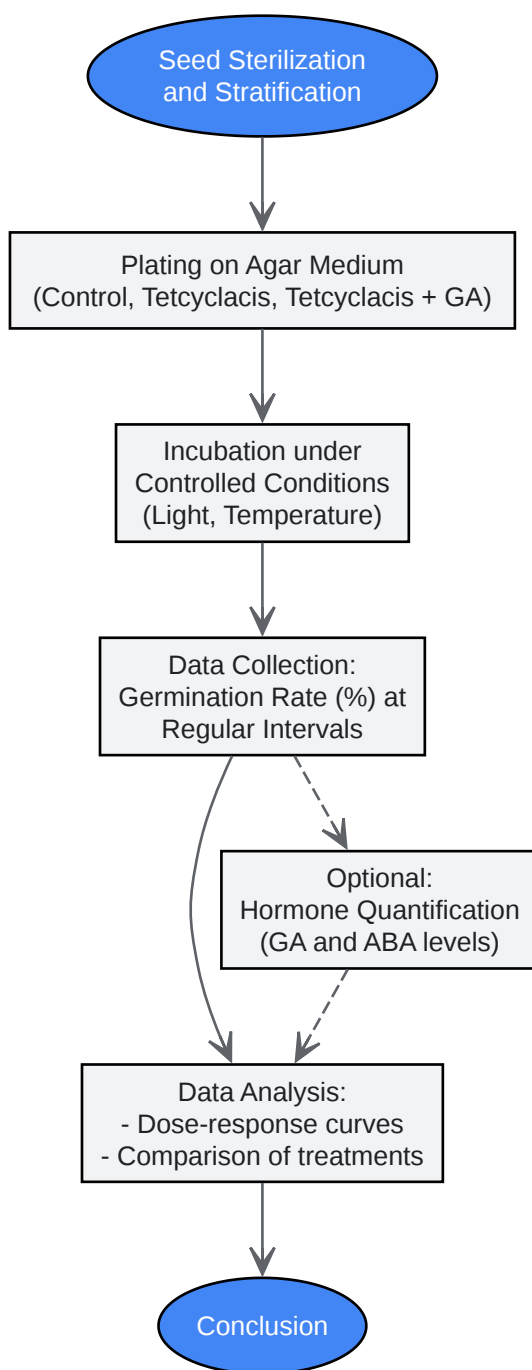 Seed Sterilization
and Stratification
Plating on Agar Medium
(Control, Tetcyclacis, Tetcyclacis + GA)
Incubation under
Controlled Conditions
(Light, Temperature)
Data Collection:
Germination Rate (%) at
Regular Intervals
Optional:
Hormone Quantification
(GA and ABA levels)
Data Analysis:
- Dose-response curves
- Comparison of treatments
Conclusion